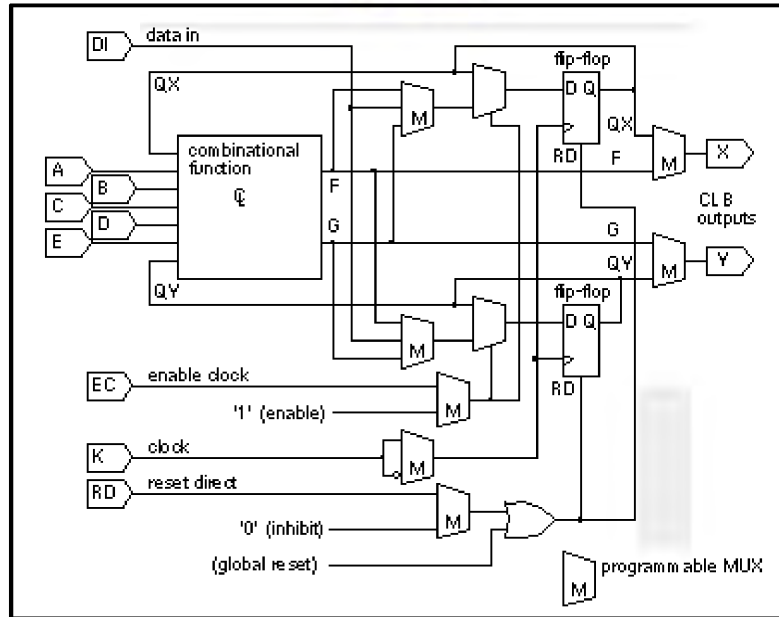 DI
data in
flip-flop
QX
D Q
M
combinational
function
QX
A
RD
F
M
X
B
F
C
CLB
outputs
D
G
G
E
QY
M
Y
QY
flip-flop
D Q
M
EC
enable clock
RD
'1' (enable)
M
K
clock
M
RD
reset direct
'0' (inhibit)
M
(global reset)
programmable MUX
M